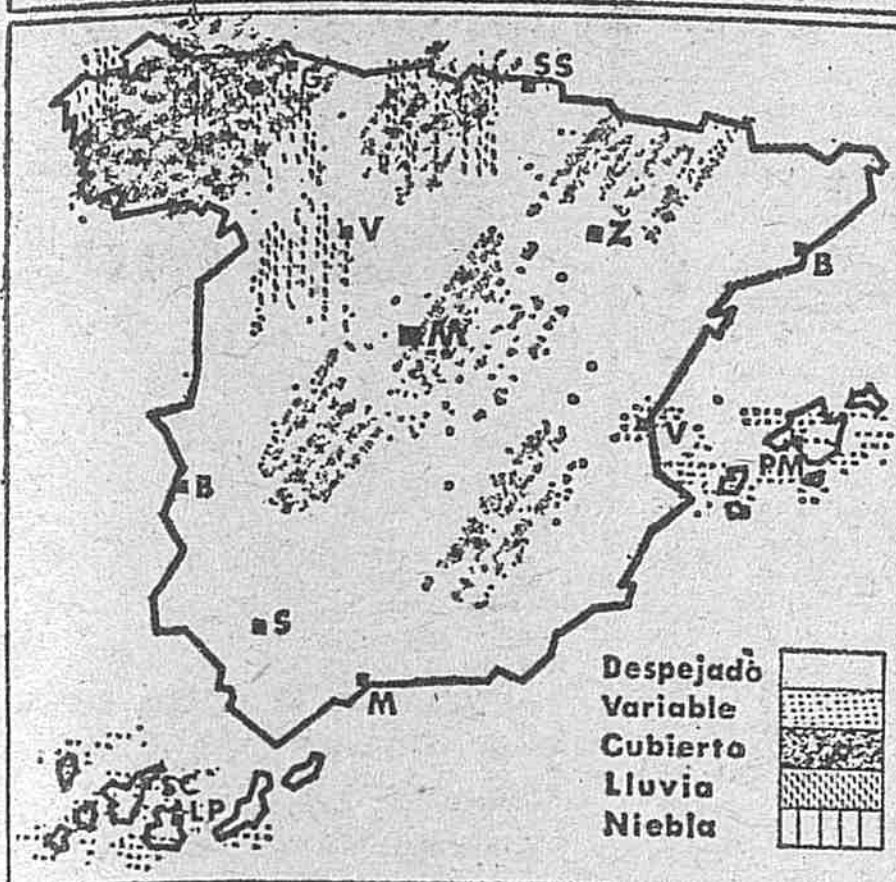 SS
G
V
Z
B
M
V
PM
B
S
M
SC
LP
Despejado
Variable
Cubierto
Lluvia
Niebla